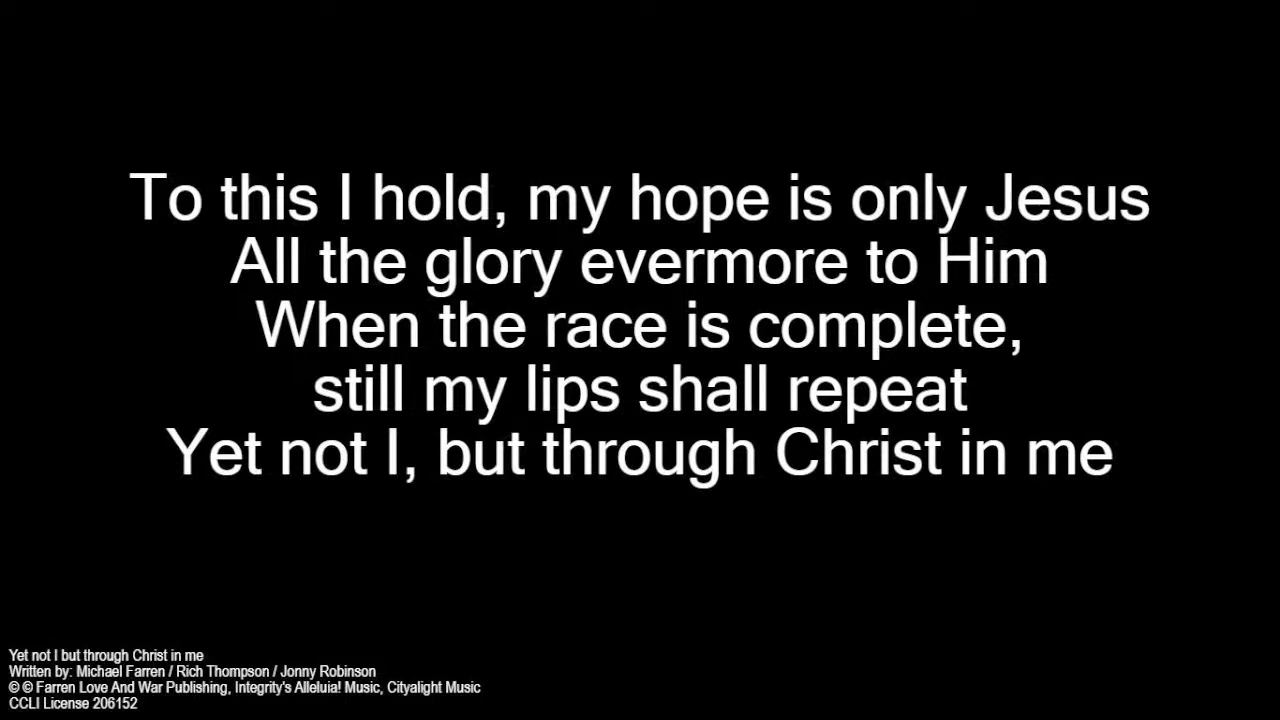 To this I hold, my hope is only Jesus
All the glory evermore to Him
When the race is complete,
still my lips shall repeat
Yet not I, but through Christ in me
Yet not I but through Christ in me
Written by: Michael Farren / Rich Thompson / Jonny Robinson
© © Farren Love And War Publishing, Integrity's Alleluia! Music, Cityalight Music
CCLI License 206152